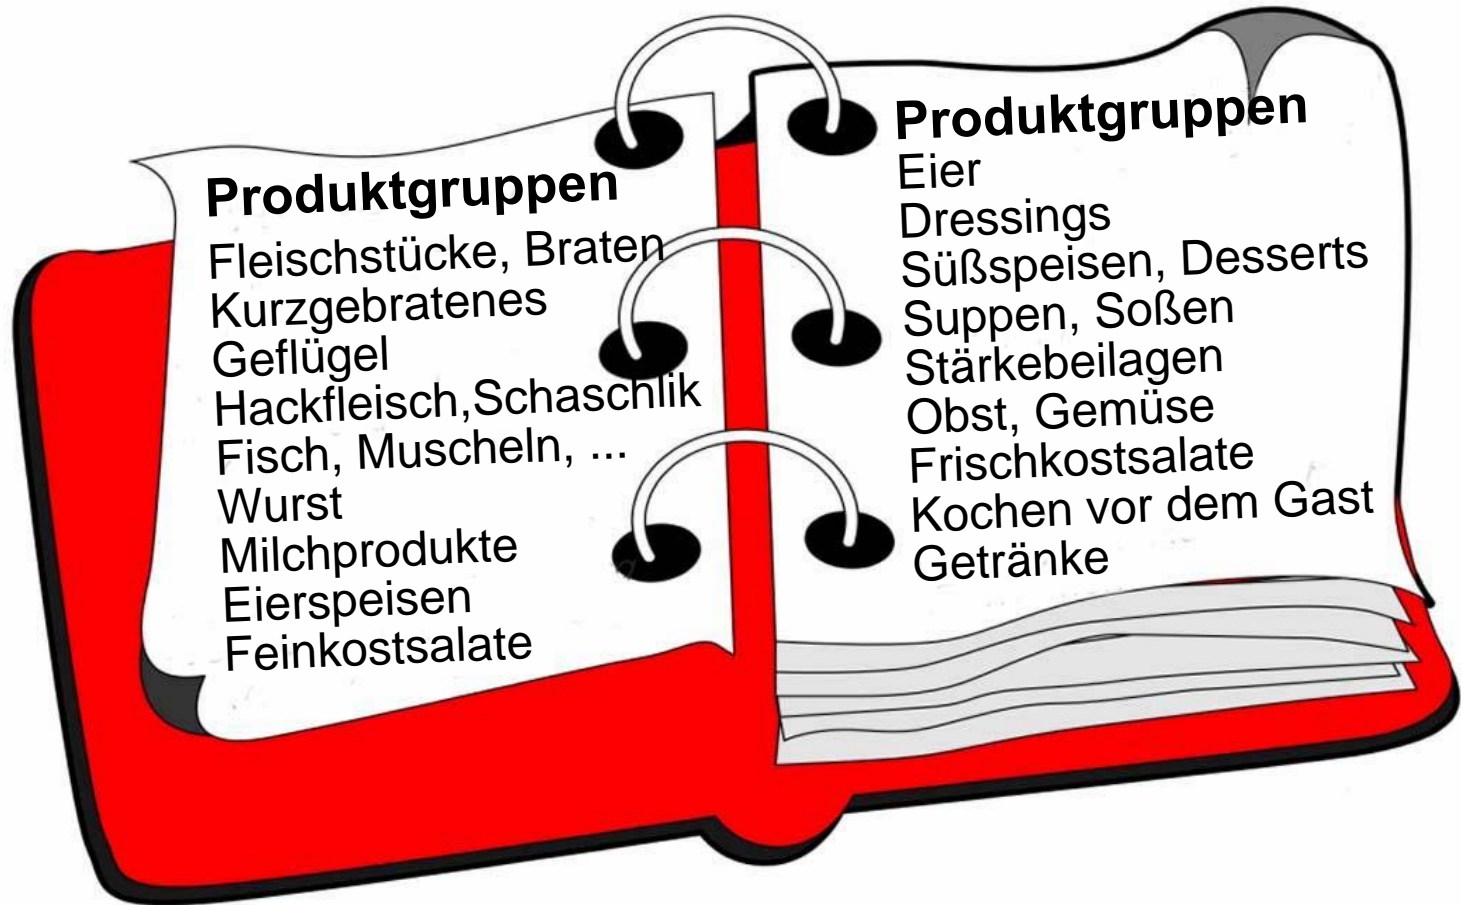 Produktgruppen
Fleischstücke, Braten
Kurzgebratenes
Geflügel
Hackfleisch,Schaschlik
Fisch, Muscheln, ...
Wurst
Milchprodukte
Eierspeisen
Feinkostsalate
Produktgruppen
Eier
Dressings
Süßspeisen, Desserts
Suppen, Soßen
Stärkebeilagen
Obst, Gemüse
Frischkostsalate
Kochen vor dem Gast
Getränke